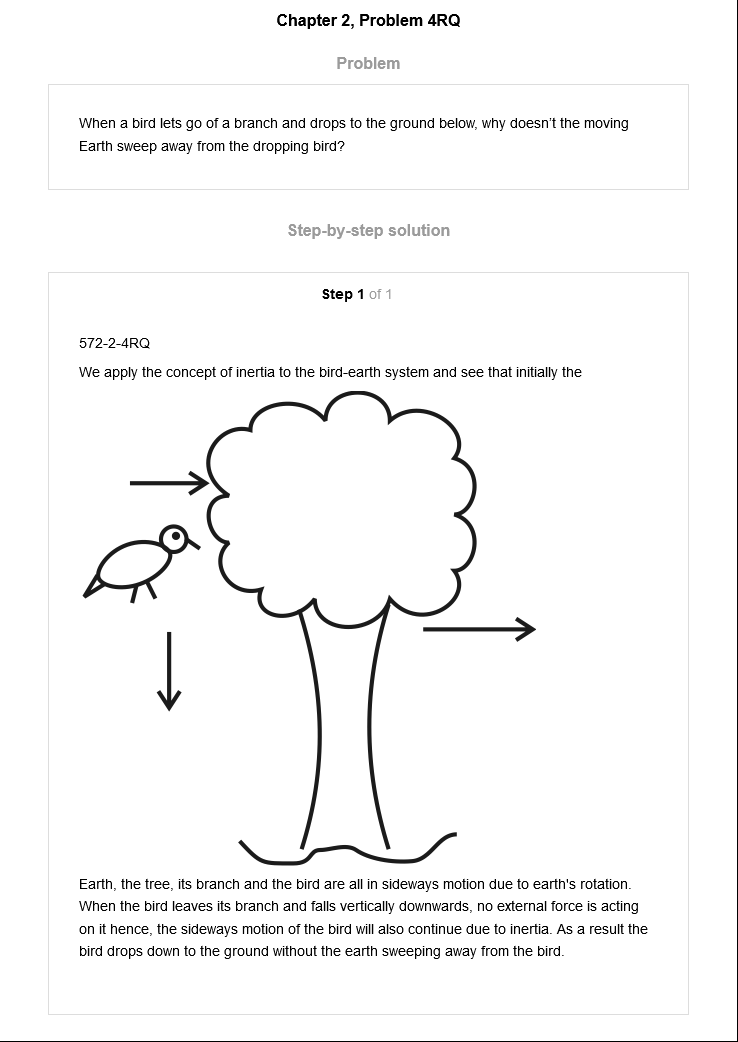 Chapter 2, Problem 4RQ
Problem
When a bird lets go of a branch and drops to the ground below, why doesn't the moving
Earth sweep away from the dropping bird?
Step-by-step solution
Step 1 of 1
572-2-4RQ
We apply the concept of inertia to the bird-earth system and see that initially the
Earth, the tree, its branch and the bird are all in sideways motion due to earth's rotation.
When the bird leaves its branch and falls vertically downwards, no external force is acting
on it hence, the sideways motion of the bird will also continue due to inertia. As a result the
bird drops down to the ground without the earth sweeping away from the bird.